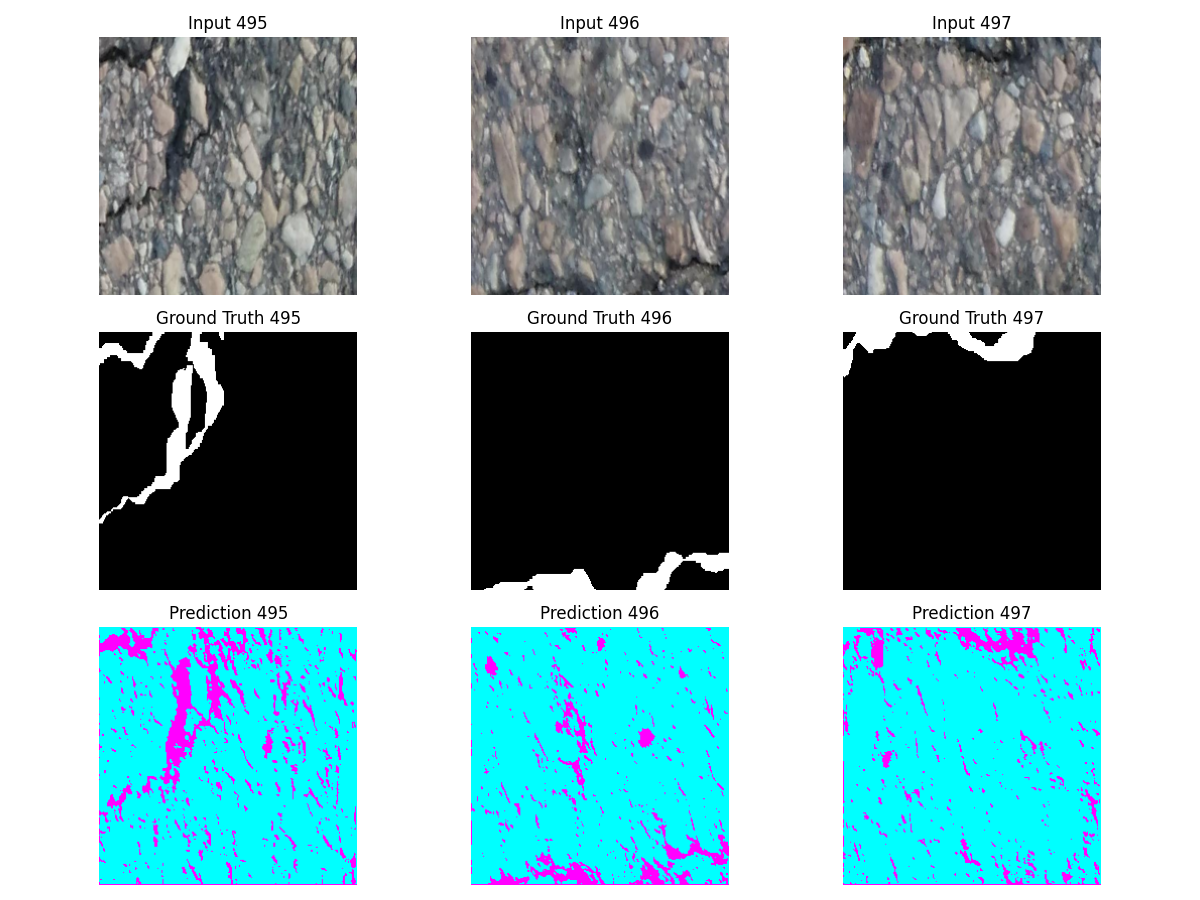 Input 495
Input 496
Input 497
Ground Truth 495
Ground Truth 496
Ground Truth 497
Prediction 495
Prediction 496
Prediction 497